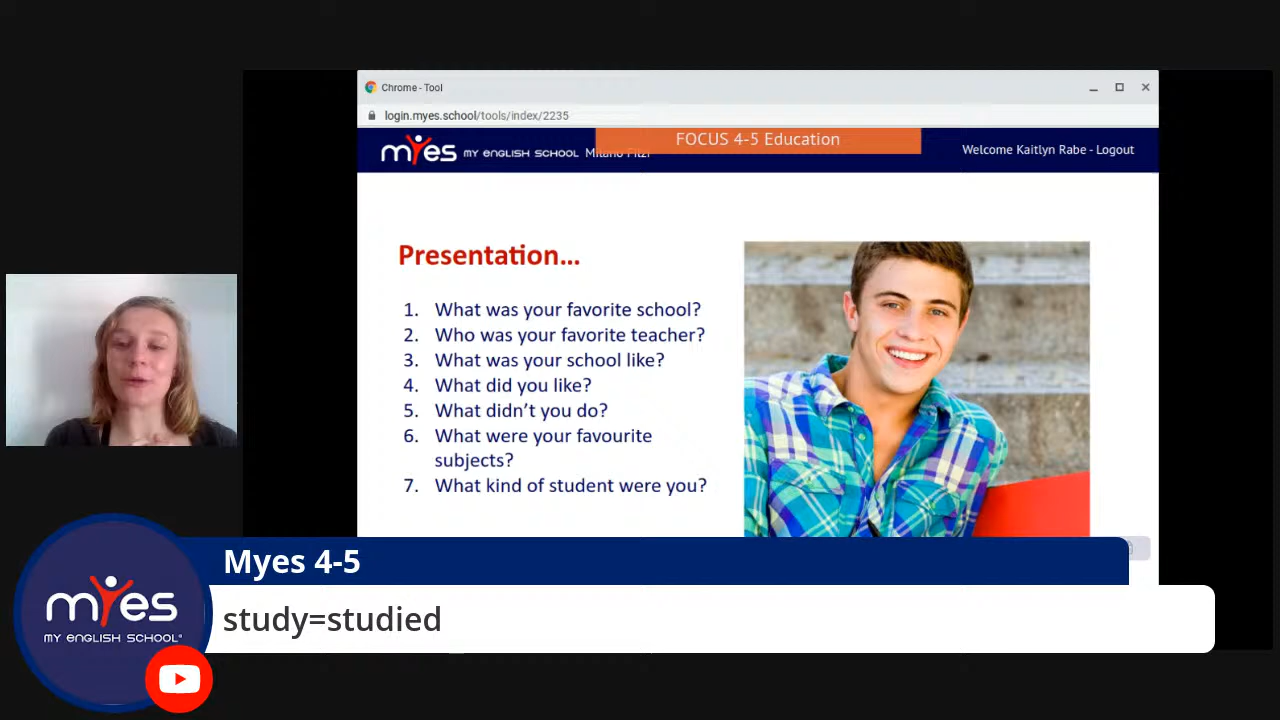 Chrome - Tool
login.myes.school/tools/index/2235
FOCUS 4-5 Education
myes MY ENGLISH SCHOOL Milano Filzi
Welcome Kaitlyn Rabe - Logout
Presentation...
1. What was your favorite school?
2. Who was your favorite teacher?
3. What was your school like?
4. What did you like?
5. What didn't you do?
6. What were your favourite
subjects?
7. What kind of student were you?
Myes 4-5
study=studied
myes
MY ENGLISH SCHOOL®